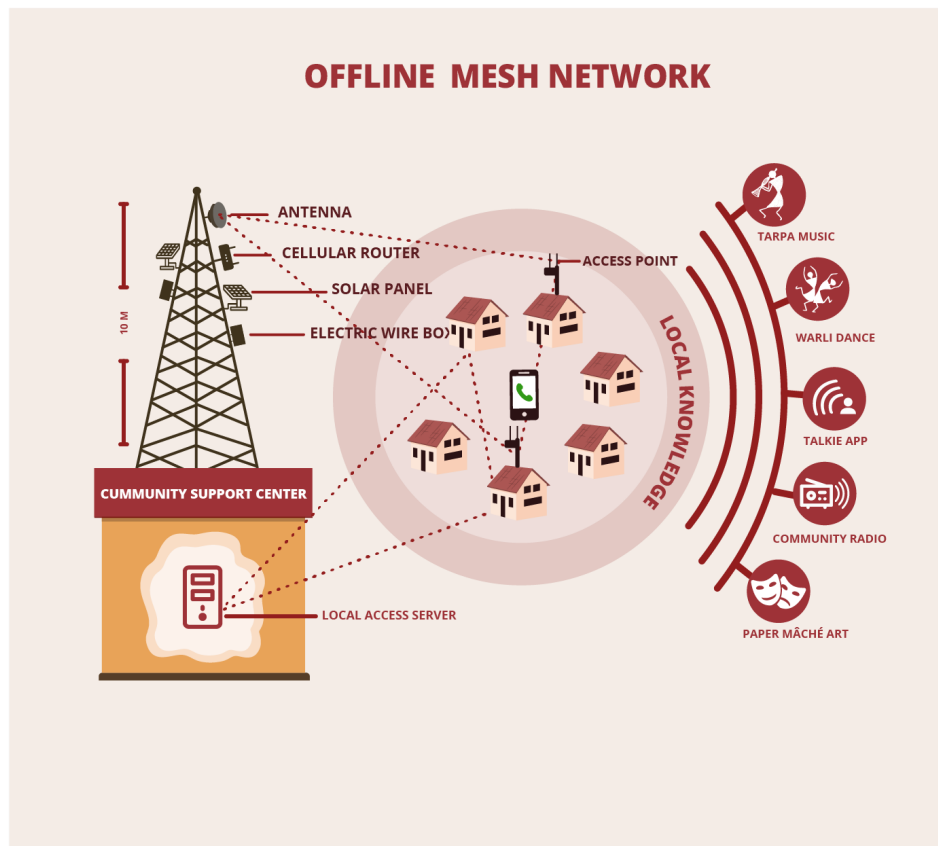 OFFLINE MESH NETWORK
ANTENNA
CELLULAR ROUTER
SOLAR PANEL
ELECTRIC WIRE BOX
10 M
ACCESS POINT
LOCAL KNOWLEDGE
CUMMUNITY SUPPORT CENTER
LOCAL ACCESS SERVER
TARPA MUSIC
WARLI DANCE
TALKIE APP
COMMUNITY RADIO
PAPER MÂCHÉ ART